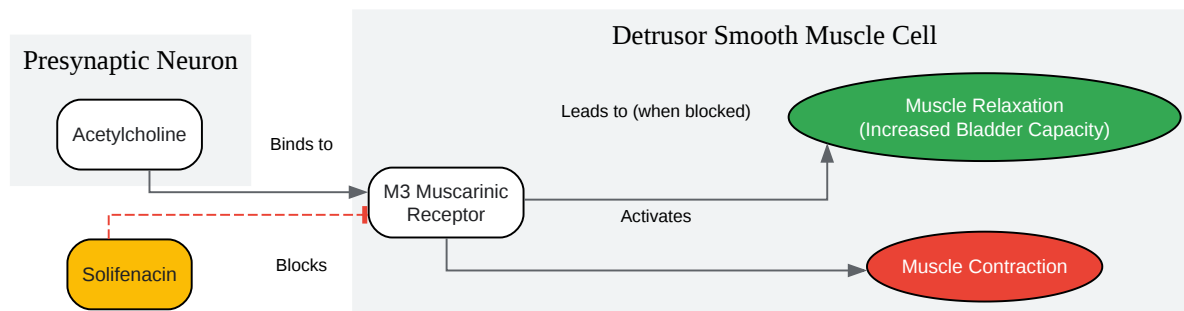 Detrusor Smooth Muscle Cell
Presynaptic Neuron
Acetylcholine
Binds to
Leads to (when blocked)
Muscle Relaxation
(Increased Bladder Capacity)
M3 Muscarinic
Receptor
Activates
Solifenacin
Blocks
Muscle Contraction